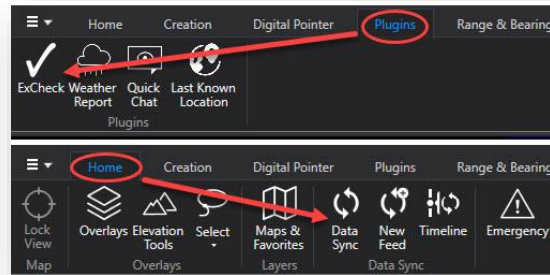 Home Creation Digital Pointer Plugins Range & Bearing
ExCheck Weather Quick Last Known
Report Chat Location
Plugins
Home Creation Digital Pointer Plugins Range & Bearing
Lock Overlays Elevation Select Maps & Data New Timeline Emergency
View Tools Favorites Sync Feed
Map Overlays Layers Data Sync